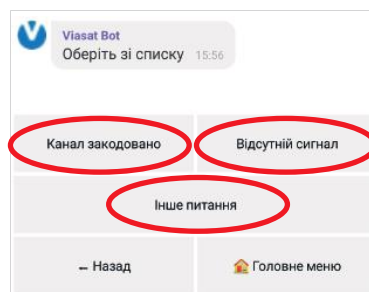 Viasat Bot
Оберіть зі списку 15:56
Канал закодовано Відсутній сигнал
Інше питання
← Назад 🏠 Головне меню